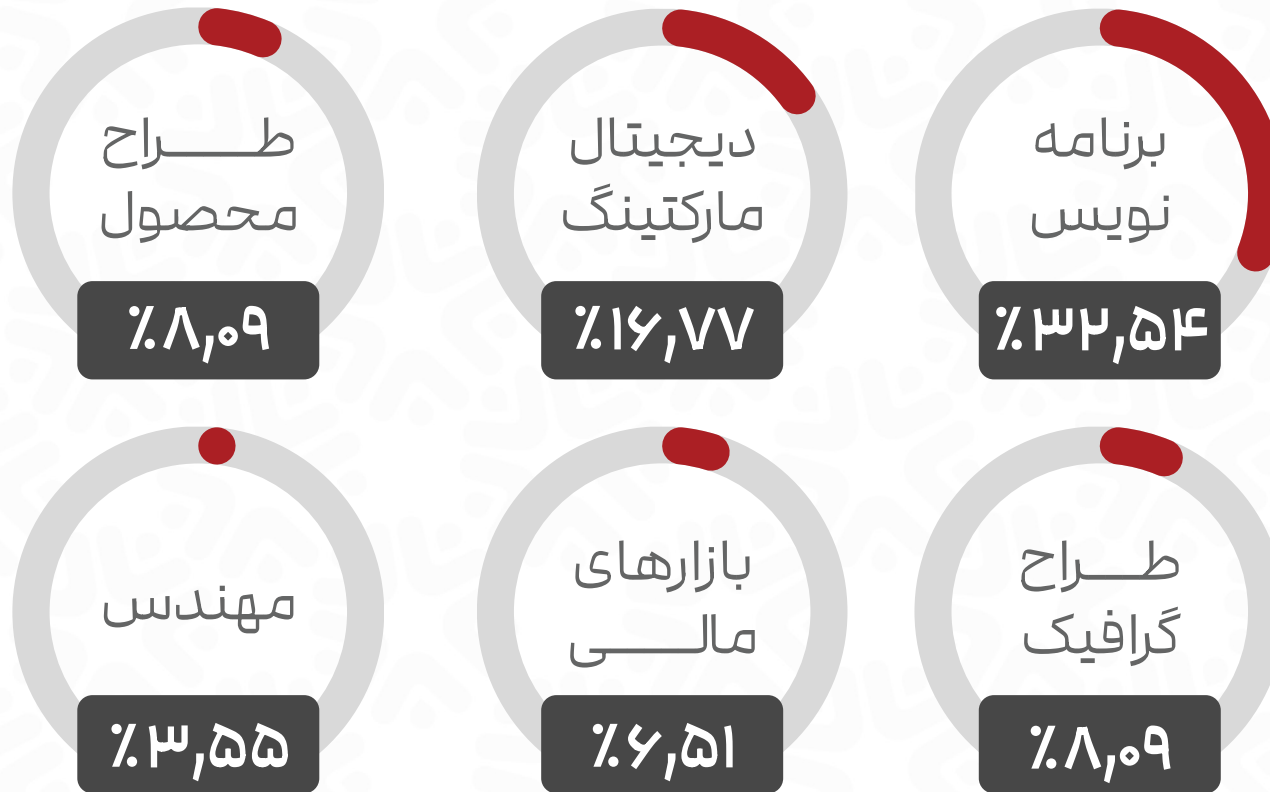 برنامه
نویس
٪۳۲,۵۴
دیجیتال
مارکتینگ
٪۱۶,۷۷
طراح
محصول
٪۸,۰۹
طراح
گرافیک
٪۸,۰۹
بازارهای
مالی
٪۶,۵۱
مهندس
٪۳,۵۵